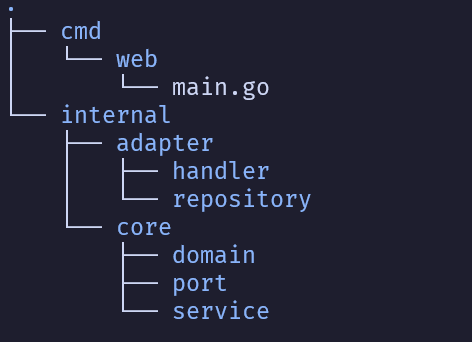 .
├── cmd
│   └── web
│       └── main.go
└── internal
    ├── adapter
    │   ├── handler
    │   └── repository
    └── core
        ├── domain
        ├── port
        └── service